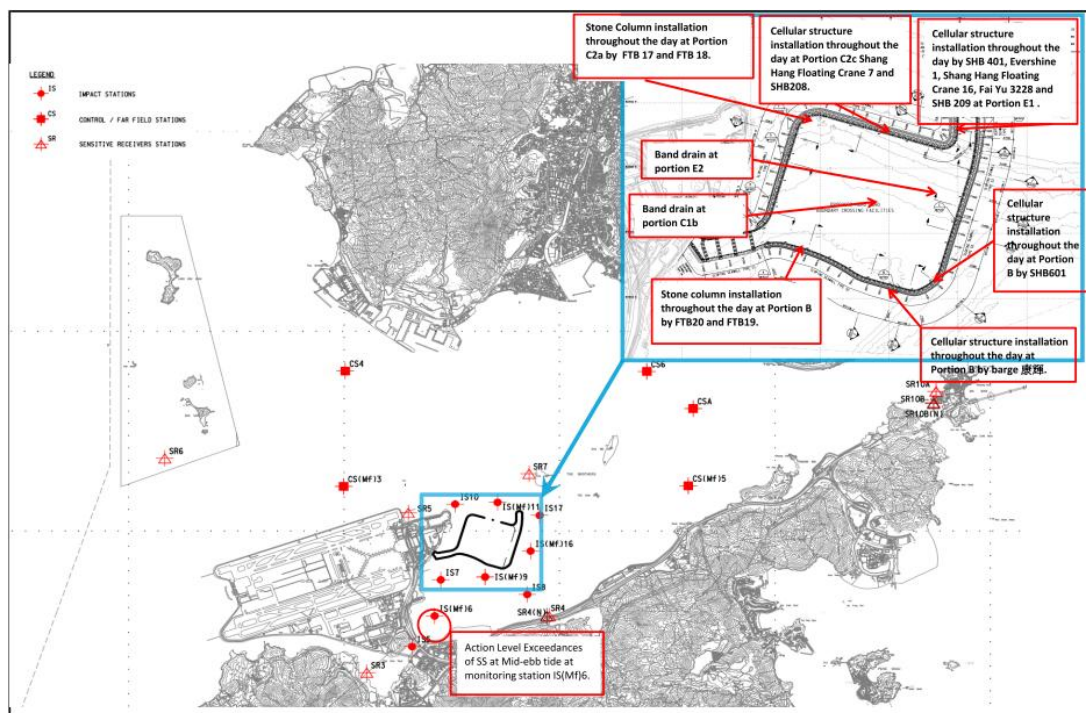 LEGEND
IS IMPACT STATIONS
CS CONTROL / FAR FIELD STATIONS
SR SENSITIVE RECEIVERS STATIONS
Stone Column installation
throughout the day at Portion
C2a by FTB 17 and FTB 18.
Cellular structure
installation throughout the
day at Portion C2c Shang
Hang Floating Crane 7 and
SHB208.
Cellular structure
installation throughout the
day by SHB 401, Evershine
1, Shang Hang Floating
Crane 16, Fai Yu 3228 and
SHB 209 at Portion E1 .
Band drain at
portion E2
Band drain at
portion C1b
BOUNDARY CROSSING FACILITIES
Cellular
structure
installation
throughout the
day at Portion
B by SHB601
Stone column installation
throughout the day at Portion B
by FTB20 and FTB19.
Cellular structure installation
throughout the day at
Portion B by barge 康輝.
CS4
CS6
CSA
SR10A
SR10B
SR10B(N)
SR6
SR7
CS(Mf)3
CS(Mf)5
IS10
IS(Mf)11
IS17
SR5
IS(Mf)16
IS7
IS(Mf)9
IS8
IS(Mf)6
SR4(N)
SR4
IS5
SR3
Action Level Exceedances
of SS at Mid-ebb tide at
monitoring station IS(Mf)6.